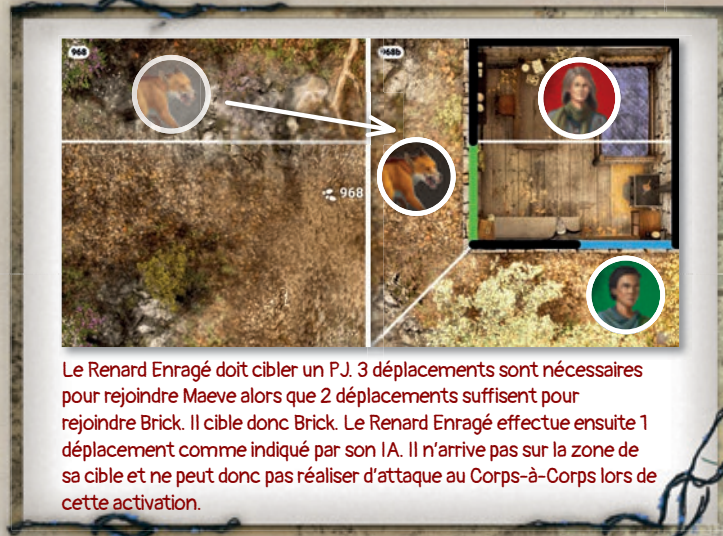 968
968b
968
Le Renard Enragé doit cibler un PJ. 3 déplacements sont nécessaires
pour rejoindre Maeve alors que 2 déplacements suffisent pour
rejoindre Brick. Il cible donc Brick. Le Renard Enragé effectue ensuite 1
déplacement comme indiqué par son IA. Il n'arrive pas sur la zone de
sa cible et ne peut donc pas réaliser d'attaque au Corps-à-Corps lors de
cette activation.